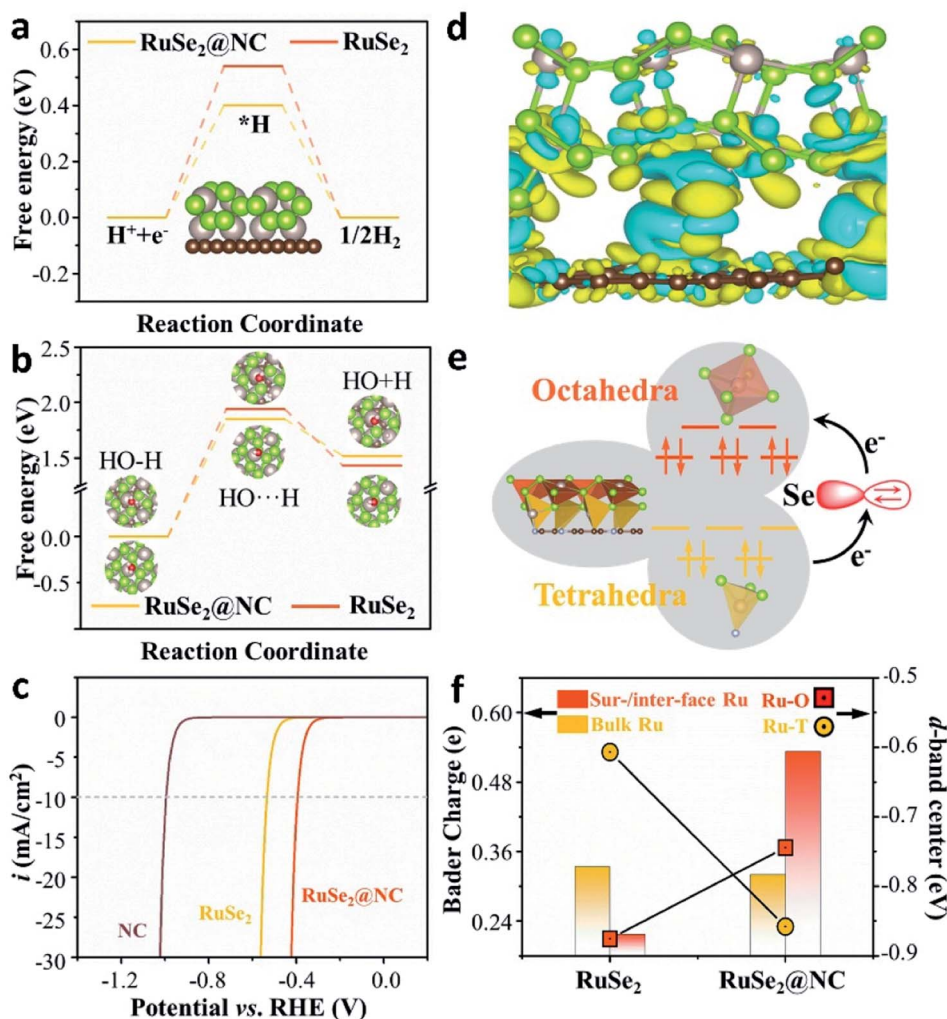 a
RuSe₂@NC RuSe₂
0.6
0.4
0.2
0.0
-0.2
Free energy (eV)
*H
H⁺+e⁻
1/2H₂
Reaction Coordinate
b
2.5
2.0
1.5
0.0
-0.5
Free energy (eV)
HO-H
HO···H
HO+H
RuSe₂@NC RuSe₂
Reaction Coordinate
c
0
-5
-10
-15
-20
-25
-30
i (mA/cm²)
NC
RuSe₂
RuSe₂@NC
-1.2 -0.8 -0.4 0.0
Potential vs. RHE (V)
d
e
Octahedra
e⁻
Se
e⁻
Tetrahedra
f
Sur-/inter-face Ru
Bulk Ru
Ru-O
Ru-T
0.60
0.48
0.36
0.24
Bader Charge (e)
-0.5
-0.6
-0.7
-0.8
-0.9
d-band center (eV)
RuSe₂ RuSe₂@NC